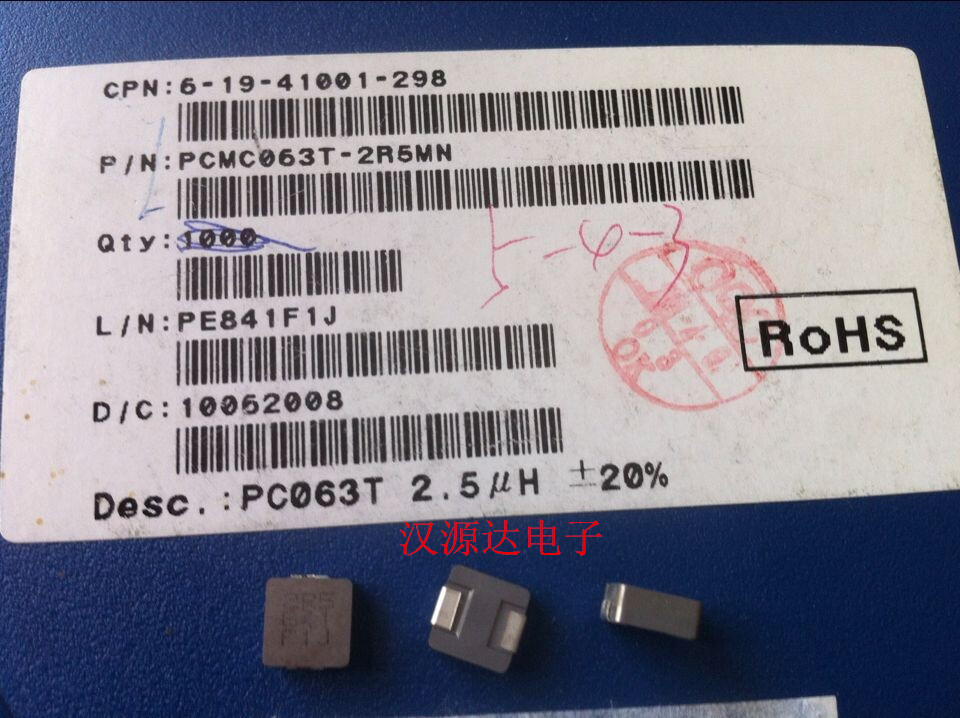 CPN:6-19-41001-298
P/N:PCMC063T-2R5MN
Qty:1000
L/N:PE841F1J
RoHS
D/C:10062008
Desc.:PC063T 2.5μH ±20%
汉源达电子